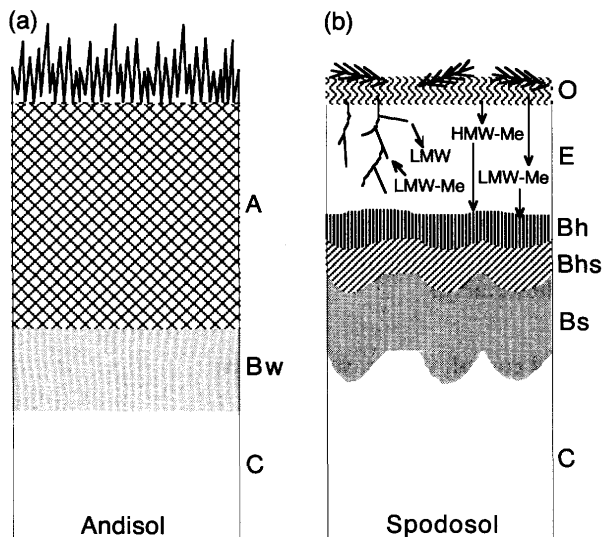 (a)
A
Bw
C
Andisol
(b)
O
HMW-Me
LMW
E
LMW-Me
LMW-Me
Bh
Bhs
Bs
C
Spodosol